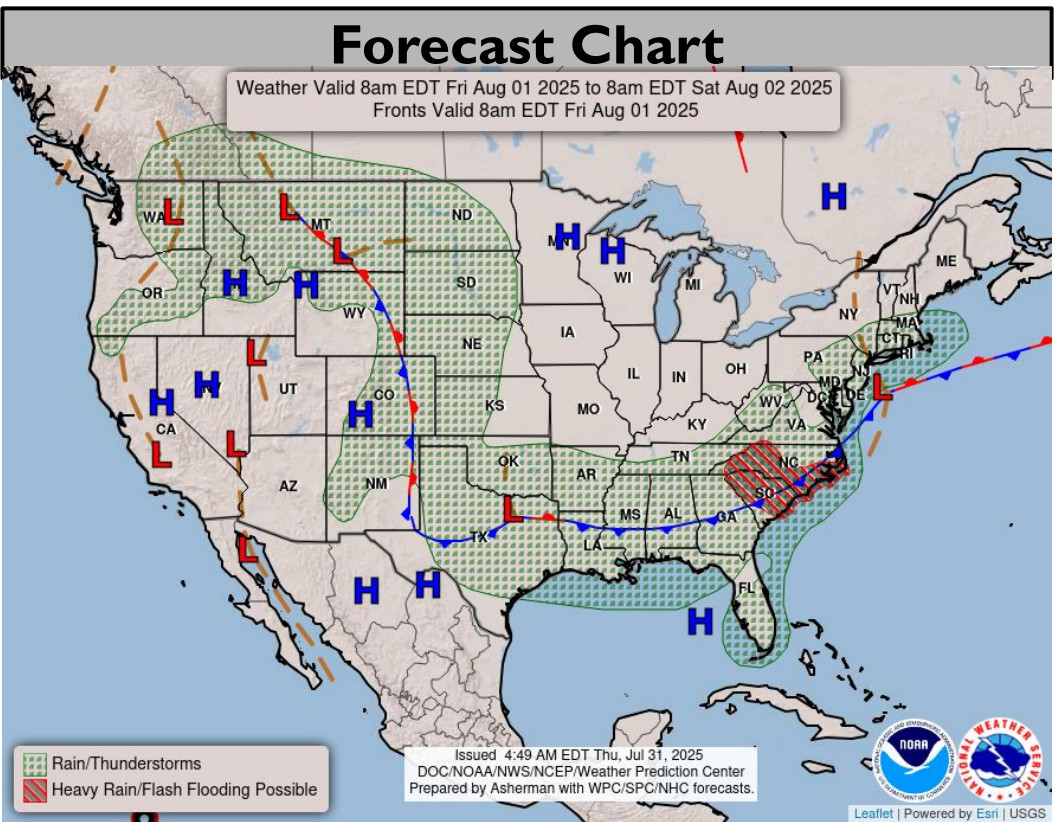 Forecast Chart
Weather Valid 8am EDT Fri Aug 01 2025 to 8am EDT Sat Aug 02 2025
Fronts Valid 8am EDT Fri Aug 01 2025
H
WA L
L
MT
ND
MN H
H
ME
L
WI
VT
NH
OR
H
H
SD
MI
WY
NY
MA
CT
RI
IA
NE
PA
L
UT
IL
IN
OH
NJ
MD
DE
L
DC
H
H
CO
H
KS
MO
WV
VA
CA
KY
L
L
OK
TN
NC
AR
AZ
NM
SC
L
MS
AL
GA
TX
LA
L
H
H
FL
H
Rain/Thunderstorms
Heavy Rain/Flash Flooding Possible
Issued 4:49 AM EDT Thu, Jul 31, 2025
DOC/NOAA/NWS/NCEP/Weather Prediction Center
Prepared by Asherman with WPC/SPC/NHC forecasts.
NOAA
NATIONAL WEATHER SERVICE
Leaflet | Powered by Esri | USGS